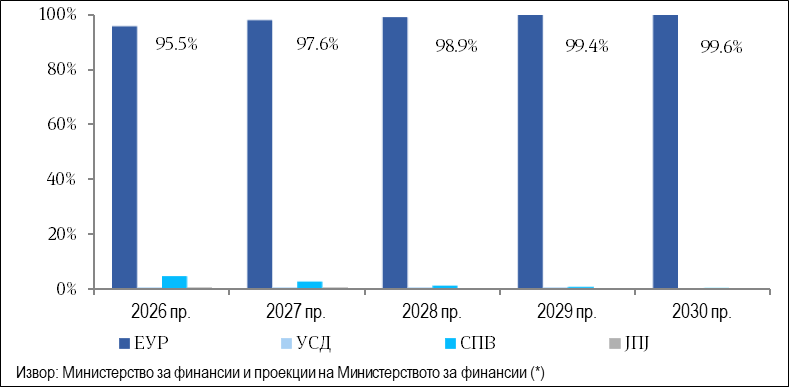 100%
95.5% 97.6% 98.9% 99.4% 99.6%
80%
60%
40%
20%
0%
2026 пр. 2027 пр. 2028 пр. 2029 пр. 2030 пр.
ЕУР УСД СПВ ЈПЈ
Извор: Министерство за финансии и проекции на Министерството за финансии (*)